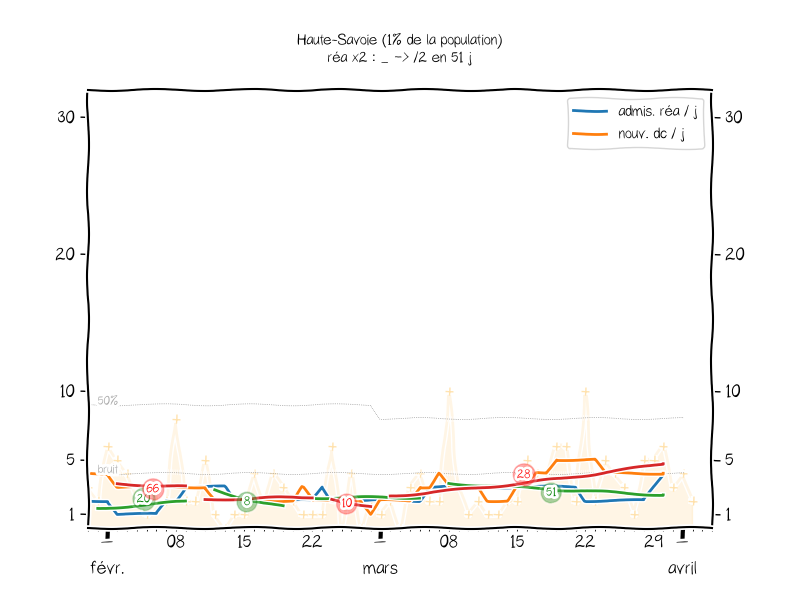 Haute-Savoie (1% de la population)
réa x2 : _ -> /2 en 51 j
admis. réa / j
nouv. dc / j
30 30
20 20
10 10
50%
5 5
bruit
66 20 8 10 28 51
1 1
– 08 15 22 – 08 15 22 29 –
févr. mars avril